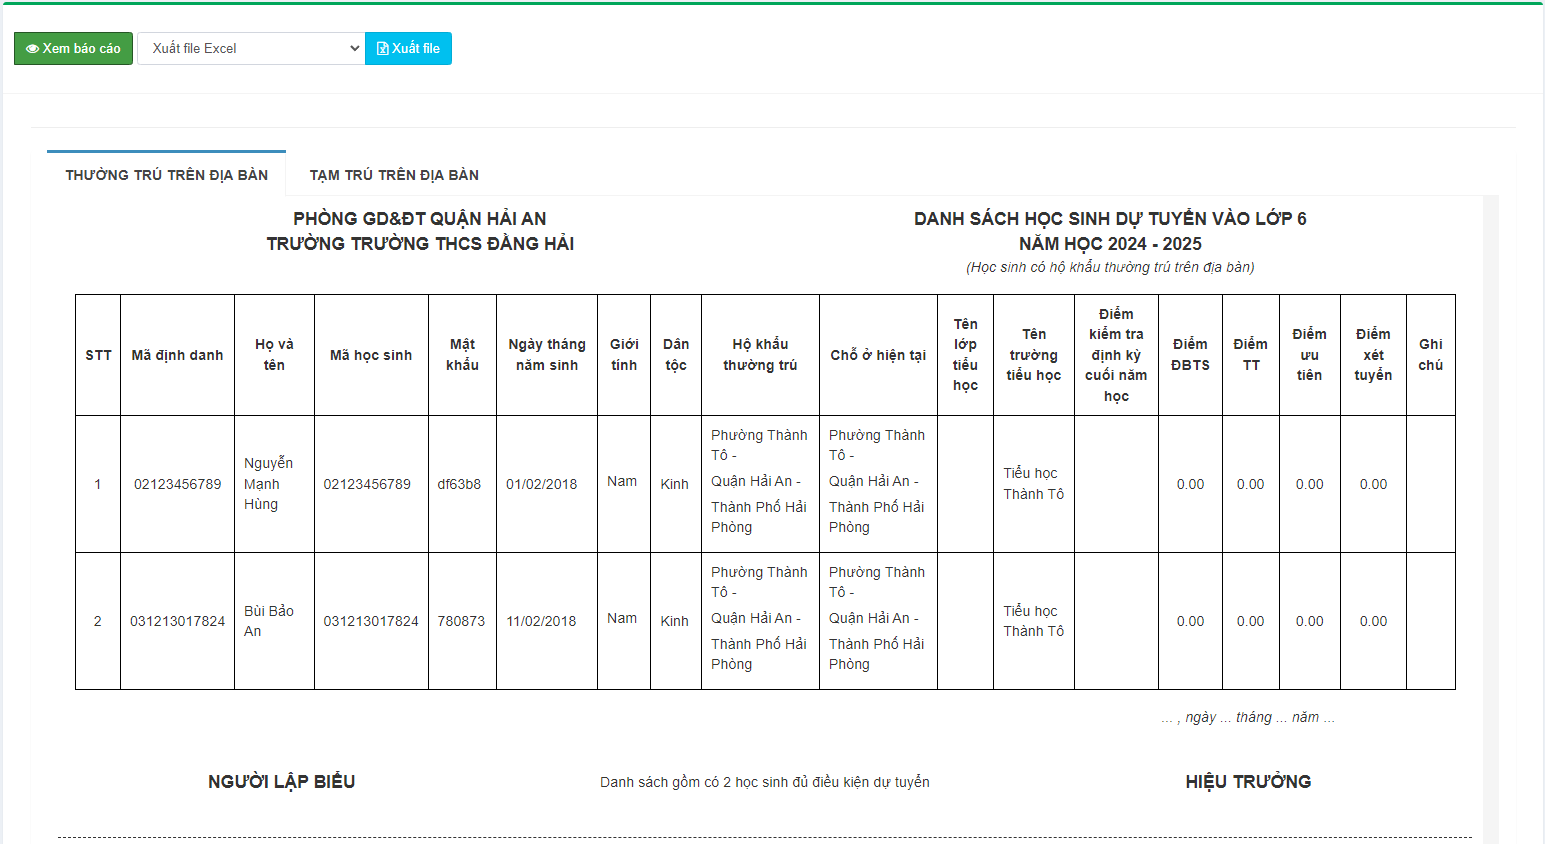 Xem báo cáo
Xuất file Excel
Xuất file
THƯỜNG TRÚ TRÊN ĐỊA BÀN
TẠM TRÚ TRÊN ĐỊA BÀN
PHÒNG GD&ĐT QUẬN HẢI AN
TRƯỜNG TRƯỜNG THCS ĐẰNG HẢI
DANH SÁCH HỌC SINH DỰ TUYỂN VÀO LỚP 6
NĂM HỌC 2024 - 2025
(Học sinh có hộ khẩu thường trú trên địa bàn)
STT
Mã định danh
Họ và
tên
Mã học sinh
Mật
khẩu
Ngày tháng
năm sinh
Giới
tính
Dân
tộc
Hộ khẩu
thường trú
Chỗ ở hiện tại
Tên
lớp
tiểu
học
Tên
trường
tiểu học
Điểm
kiểm tra
định kỳ
cuối năm
học
Điểm
ĐBTS
Điểm
TT
Điểm
ưu
tiên
Điểm
xét
tuyển
Ghi
chú
1
02123456789
Nguyễn
Mạnh
Hùng
02123456789
df63b8
01/02/2018
Nam
Kinh
Phường Thành
Tô -
Quận Hải An -
Thành Phố Hải
Phòng
Phường Thành
Tô -
Quận Hải An -
Thành Phố Hải
Phòng
Tiểu học
Thành Tô
0.00
0.00
0.00
0.00
2
031213017824
Bùi Bảo
An
031213017824
780873
11/02/2018
Nam
Kinh
Phường Thành
Tô -
Quận Hải An -
Thành Phố Hải
Phòng
Phường Thành
Tô -
Quận Hải An -
Thành Phố Hải
Phòng
Tiểu học
Thành Tô
0.00
0.00
0.00
0.00
... , ngày ... tháng ... năm ...
NGƯỜI LẬP BIỂU
Danh sách gồm có 2 học sinh đủ điều kiện dự tuyển
HIỆU TRƯỞNG